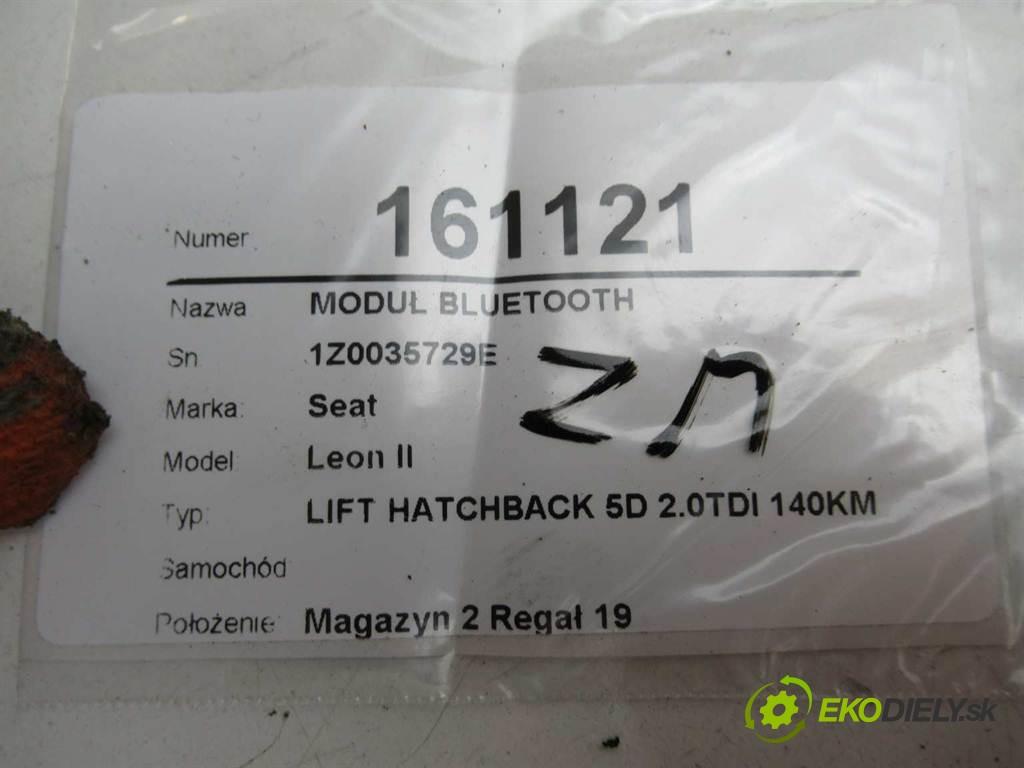 Numer 161121
Nazwa MODUŁ BLUETOOTH
Sn 1Z0035729E
Marka: Seat
Model Leon II
Typ: LIFT HATCHBACK 5D 2.0TDI 140KM
Samochód
Położenie: Magazyn 2 Regał 19
ZM
EKODIELY.sk